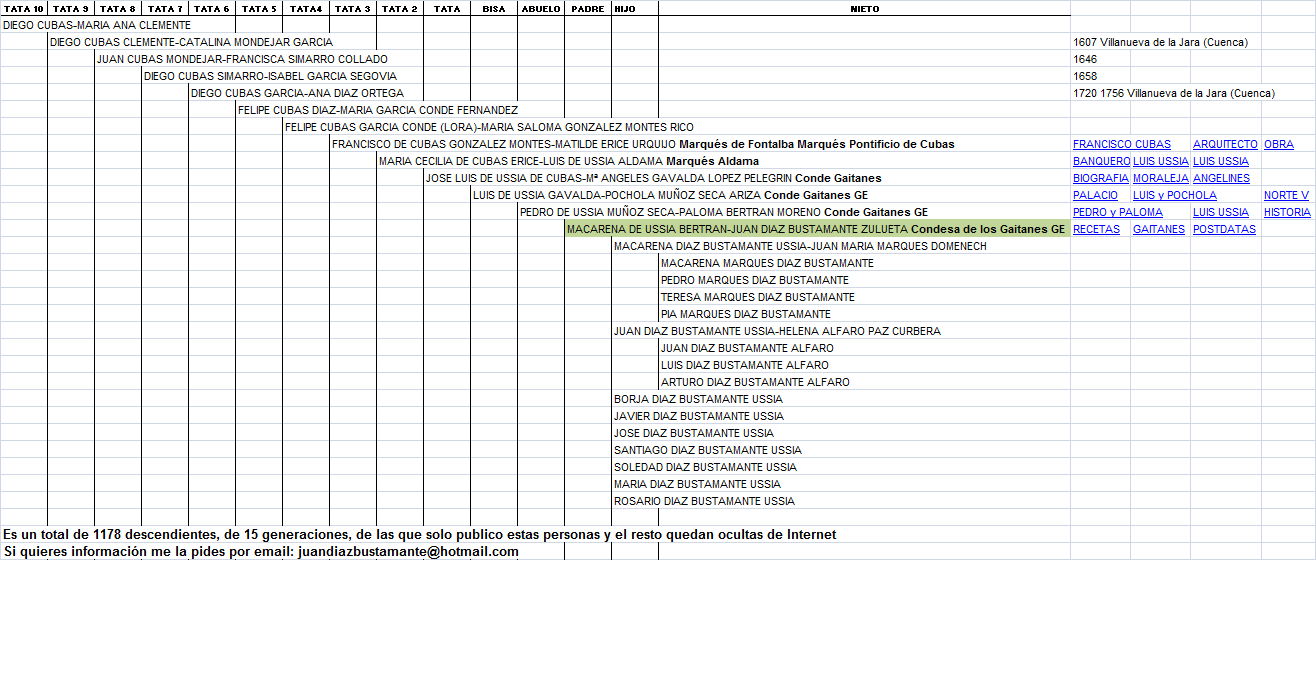 TATA 10 TATA 9 TATA 8 TATA 7 TATA 6 TATA 5 TATA4 TATA 3 TATA 2 TATA BISA ABUELO PADRE HIJO NIETO
DIEGO CUBAS-MARIA ANA CLEMENTE
DIEGO CUBAS CLEMENTE-CATALINA MONDEJAR GARCIA 1607 Villanueva de la Jara (Cuenca)
JUAN CUBAS MONDEJAR-FRANCISCA SIMARRO COLLADO 1646
DIEGO CUBAS SIMARRO-ISABEL GARCIA SEGOVIA 1658
DIEGO CUBAS GARCIA-ANA DIAZ ORTEGA 1720 1756 Villanueva de la Jara (Cuenca)
FELIPE CUBAS DIAZ-MARIA GARCIA CONDE FERNANDEZ
FELIPE CUBAS GARCIA CONDE (LORA)-MARIA SALOMA GONZALEZ MONTES RICO
FRANCISCO DE CUBAS GONZALEZ MONTES-MATILDE ERICE URQUIJO Marqués de Fontalba Marqués Pontificio de Cubas FRANCISCO CUBAS ARQUITECTO OBRA
MARIA CECILIA DE CUBAS ERICE-LUIS DE USSIA ALDAMA Marqués Aldama BANQUERO LUIS USSIA LUIS USSIA
JOSE LUIS DE USSIA DE CUBAS-Mª ANGELES GAVALDA LOPEZ PELEGRIN Conde Gaitanes BIOGRAFIA MORALEJA ANGELINES
LUIS DE USSIA GAVALDA-POCHOLA MUÑOZ SECA ARIZA Conde Gaitanes GE PALACIO LUIS y POCHOLA NORTE V
PEDRO DE USSIA MUÑOZ SECA-PALOMA BERTRAN MORENO Conde Gaitanes GE PEDRO y PALOMA LUIS USSIA HISTORIA
MACARENA DE USSIA BERTRAN-JUAN DIAZ BUSTAMANTE ZULUETA Condesa de los Gaitanes GE RECETAS GAITANES POSTDATAS
MACARENA DIAZ BUSTAMANTE USSIA-JUAN MARIA MARQUES DOMENECH
MACARENA MARQUES DIAZ BUSTAMANTE
PEDRO MARQUES DIAZ BUSTAMANTE
TERESA MARQUES DIAZ BUSTAMANTE
PIA MARQUES DIAZ BUSTAMANTE
JUAN DIAZ BUSTAMANTE USSIA-HELENA ALFARO PAZ CURBERA
JUAN DIAZ BUSTAMANTE ALFARO
LUIS DIAZ BUSTAMANTE ALFARO
ARTURO DIAZ BUSTAMANTE ALFARO
BORJA DIAZ BUSTAMANTE USSIA
JAVIER DIAZ BUSTAMANTE USSIA
JOSE DIAZ BUSTAMANTE USSIA
SANTIAGO DIAZ BUSTAMANTE USSIA
SOLEDAD DIAZ BUSTAMANTE USSIA
MARIA DIAZ BUSTAMANTE USSIA
ROSARIO DIAZ BUSTAMANTE USSIA
Es un total de 1178 descendientes, de 15 generaciones, de las que solo publico estas personas y el resto quedan ocultas de Internet
Si quieres información me la pides por email: juandiazbustamante@hotmail.com